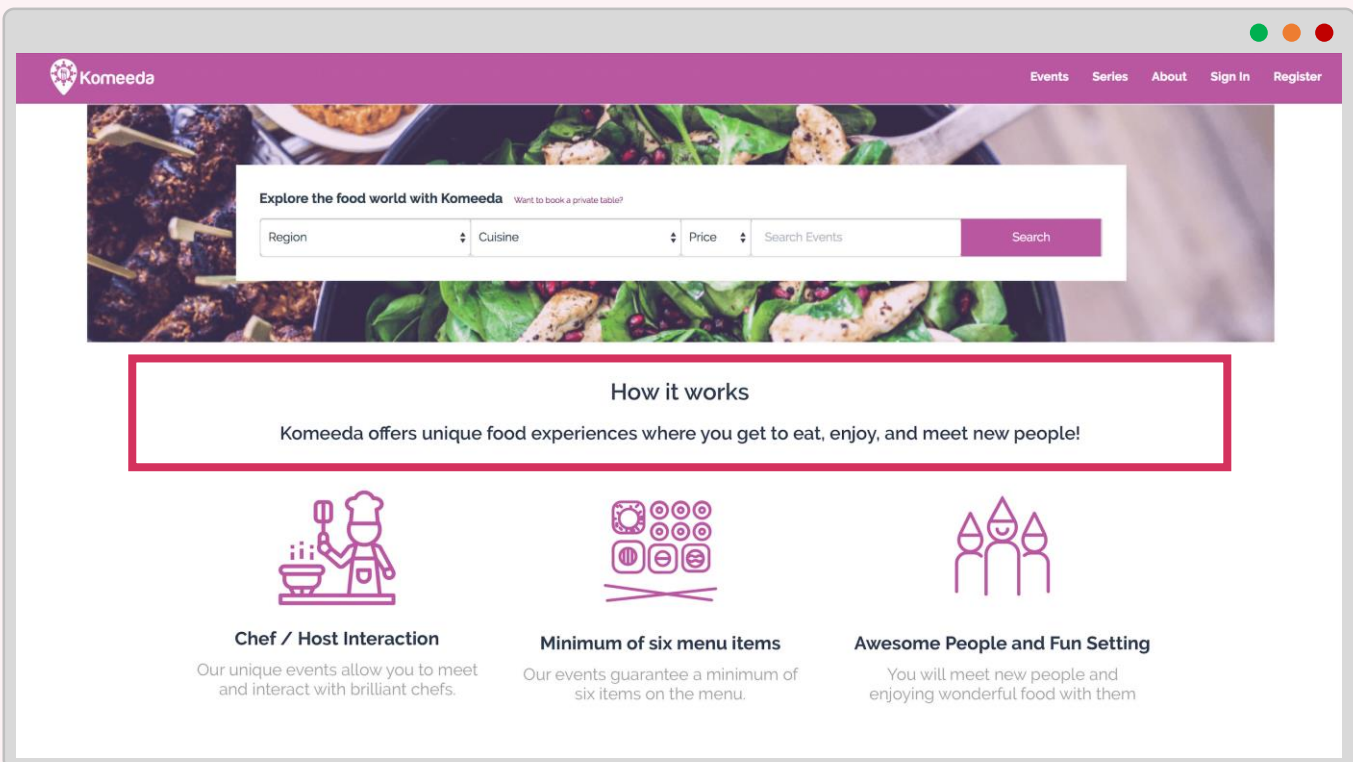 Komeeda
Events Series About Sign In Register
Explore the food world with Komeeda Want to book a private table?
Region Cuisine Price Search Events Search
How it works
Komeeda offers unique food experiences where you get to eat, enjoy, and meet new people!
Chef / Host Interaction
Our unique events allow you to meet
and interact with brilliant chefs.
Minimum of six menu items
Our events guarantee a minimum of
six items on the menu.
Awesome People and Fun Setting
You will meet new people and
enjoying wonderful food with them